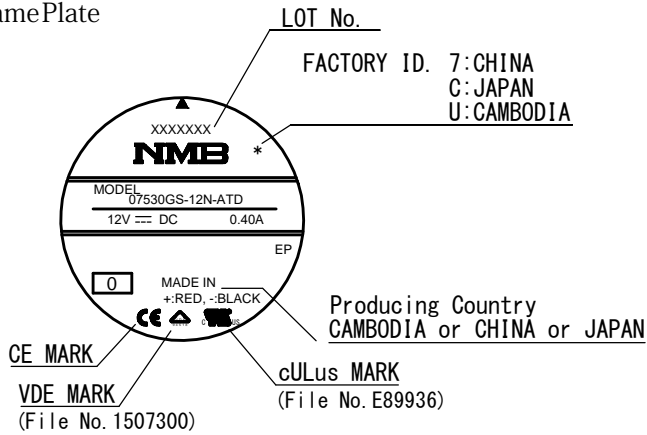 amePlate
LOT No.
FACTORY ID. 7:CHINA
C:JAPAN
U:CAMBODIA
XXXXXXX
NMB *
MODEL
07530GS-12N-ATD
12V DC 0.40A
EP
0
MADE IN
+:RED, -:BLACK
CE
Producing Country
CAMBODIA or CHINA or JAPAN
CE MARK
cULus MARK
VDE MARK
(File No.E89936)
(File No.1507300)